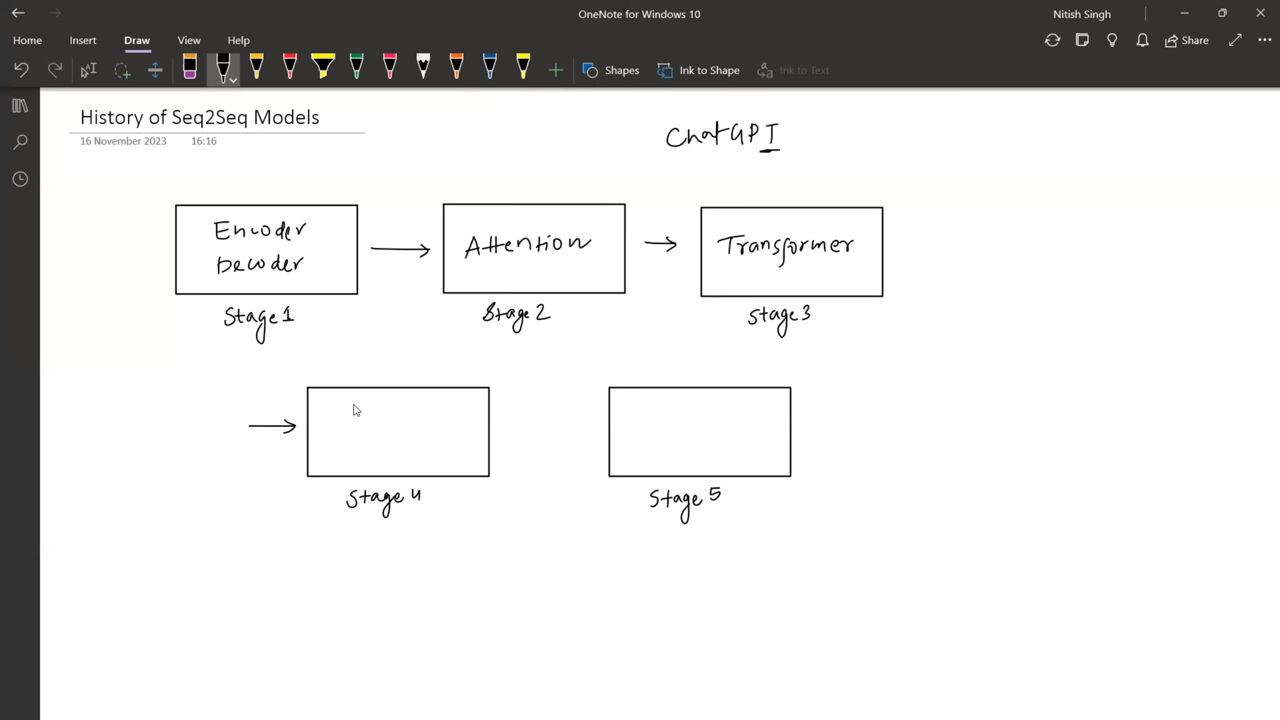 OneNote for Windows 10
Nitish Singh
Home
Insert
Draw
View
Help
Shapes
Ink to Shape
Ink to Text
Share
History of Seq2Seq Models
16 November 2023 16:16
ChatGPT
Encoder
Decoder
Stage 1
Attention
Stage 2
Transformer
Stage 3
Stage 4
Stage 5